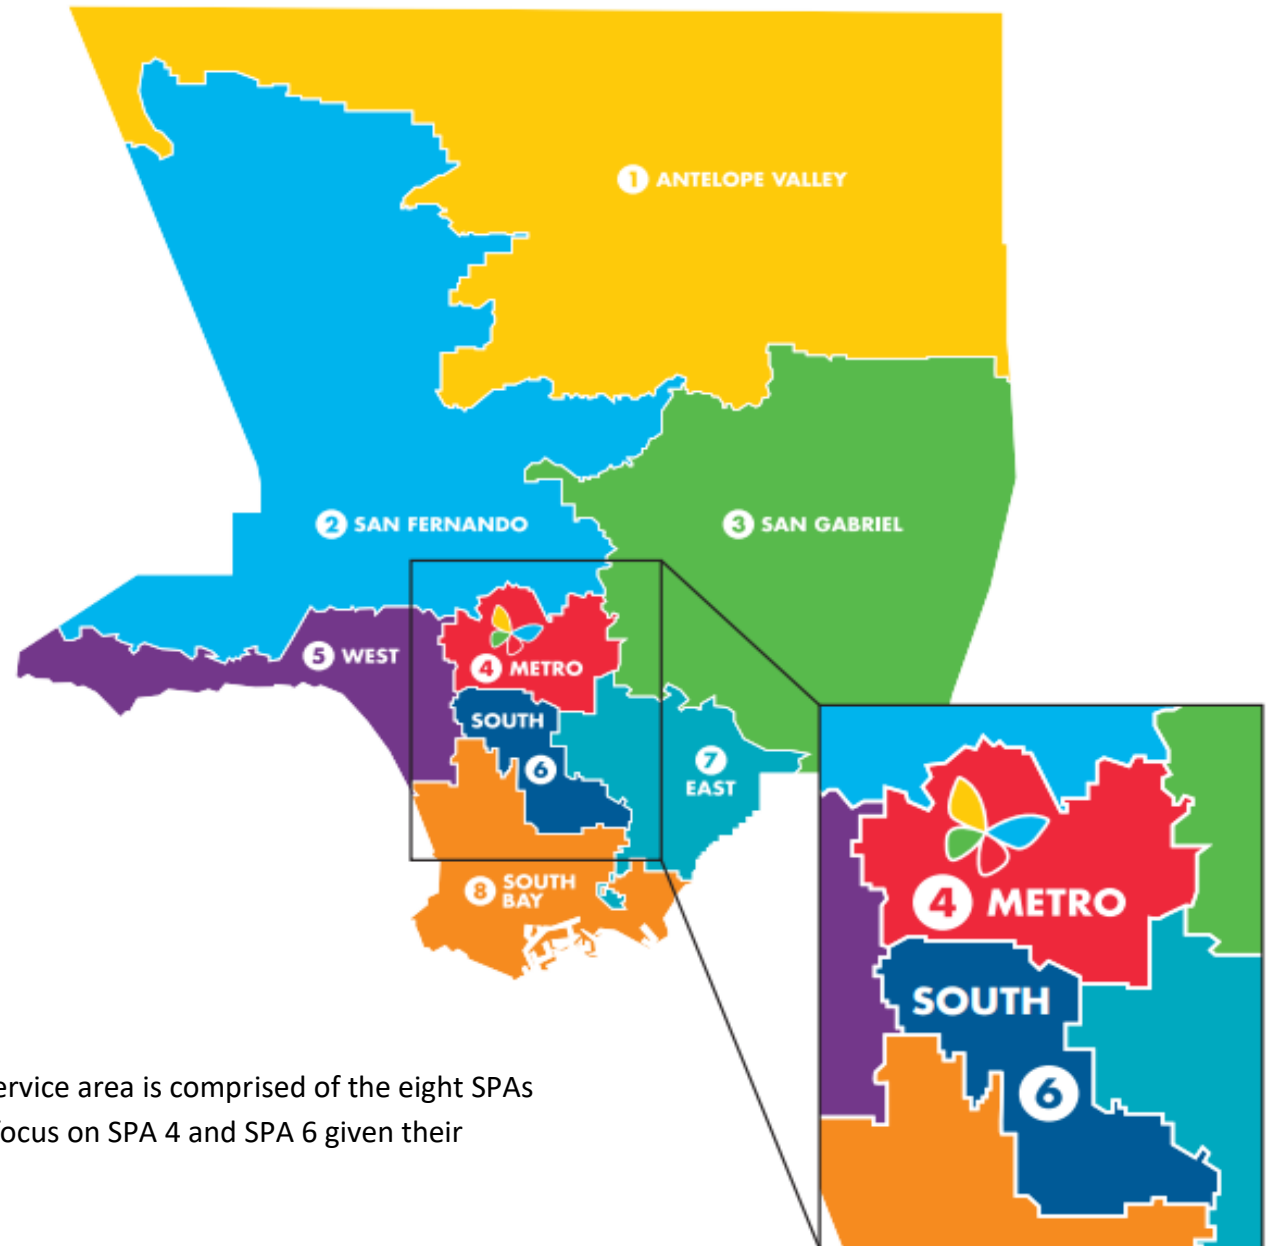 1 ANTELOPE VALLEY
2 SAN FERNANDO
3 SAN GABRIEL
5 WEST
4 METRO
SOUTH
6
7
EAST
8 SOUTH
BAY
4 METRO
SOUTH
6
ervice area is comprised of the eight SPAs
ocus on SPA 4 and SPA 6 given their